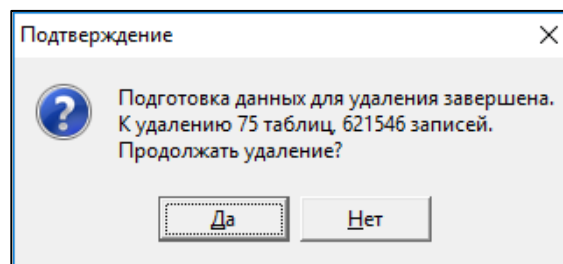 Подтверждение
Подготовка данных для удаления завершена.
К удалению 75 таблиц, 621546 записей.
Продолжать удаление?
Да
Нет